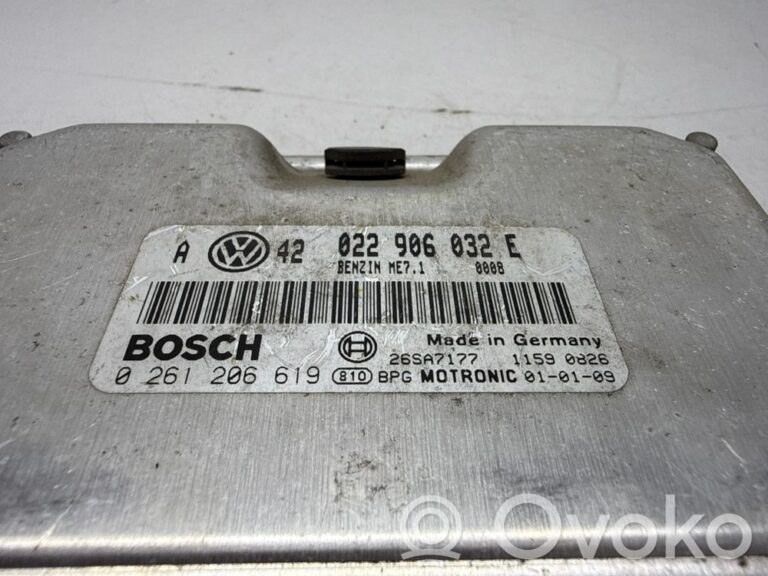 A VW 42 022 906 032 E
BENZIN ME7.1 0008
Made in Germany
BOSCH 26SA7177 1159 0826
0 261 206 619 810 BPG MOTRONIC 01-01-09
Ovoko